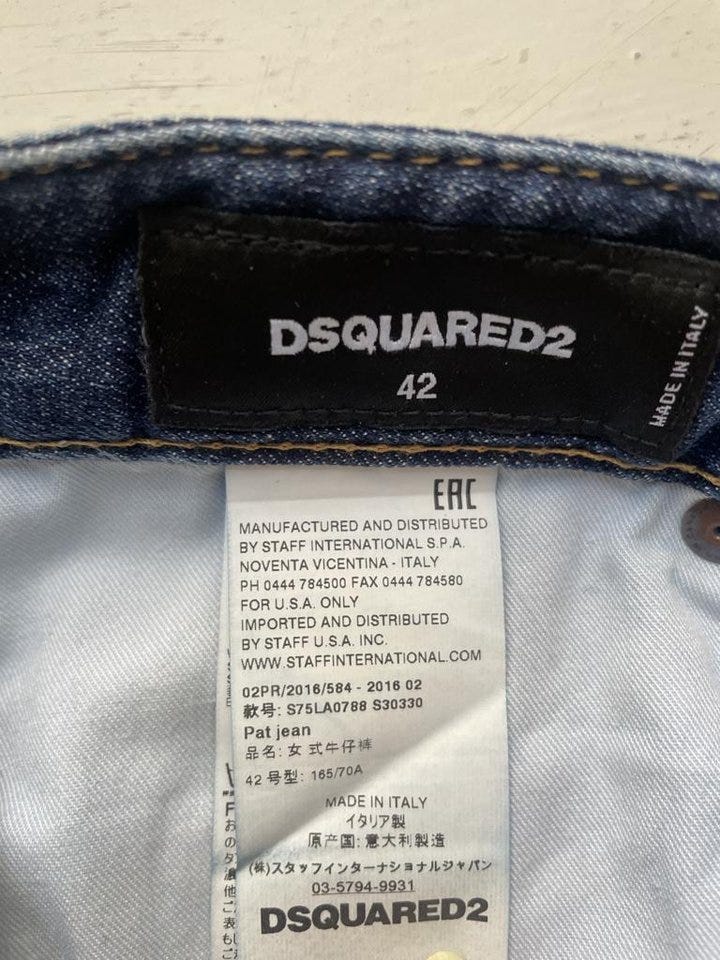 DSQUARED2
42
MADE IN ITALY
EAC
MANUFACTURED AND DISTRIBUTED
BY STAFF INTERNATIONAL S.P.A.
NOVENTA VICENTINA - ITALY
PH 0444 784500 FAX 0444 784580
FOR U.S.A. ONLY
IMPORTED AND DISTRIBUTED
BY STAFF U.S.A. INC.
WWW.STAFFINTERNATIONAL.COM
02PR/2016/584 - 2016 02
款号: S75LA0788 S30330
Pat jean
品名: 女 式牛仔裤
42 号型: 165/70A
MADE IN ITALY
イタリア製
原产国: 意大利製造
(株)スタッフインターナショナルジャパン
03-5794-9931
DSQUARED2